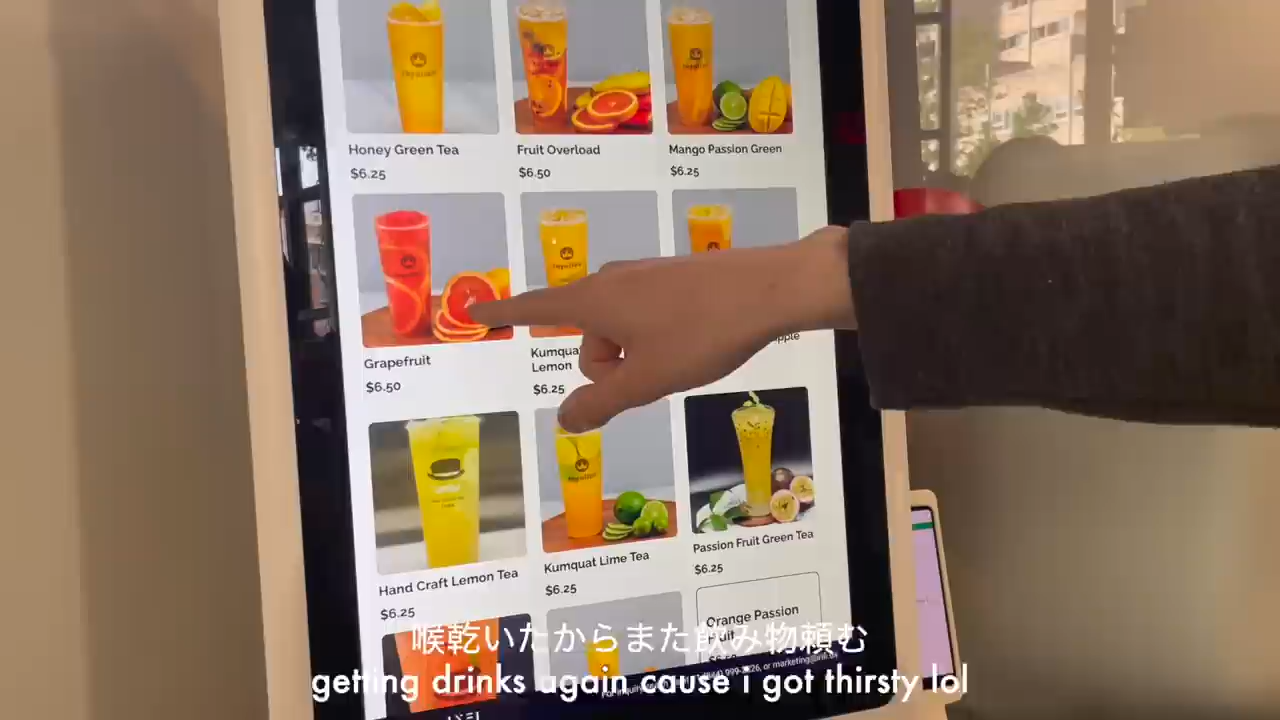 Honey Green Tea
$6.25
Fruit Overload
$6.50
Mango Passion Green
$6.25
Grapefruit
$6.50
Lemon
$6.25
Hand Craft Lemon Tea
$6.25
Kumquat Lime Tea
$6.25
Passion Fruit Green Tea
$6.25
Orange Passion
喉乾いたからまた飲み物頼む
getting drinks again cause i got thirsty lol